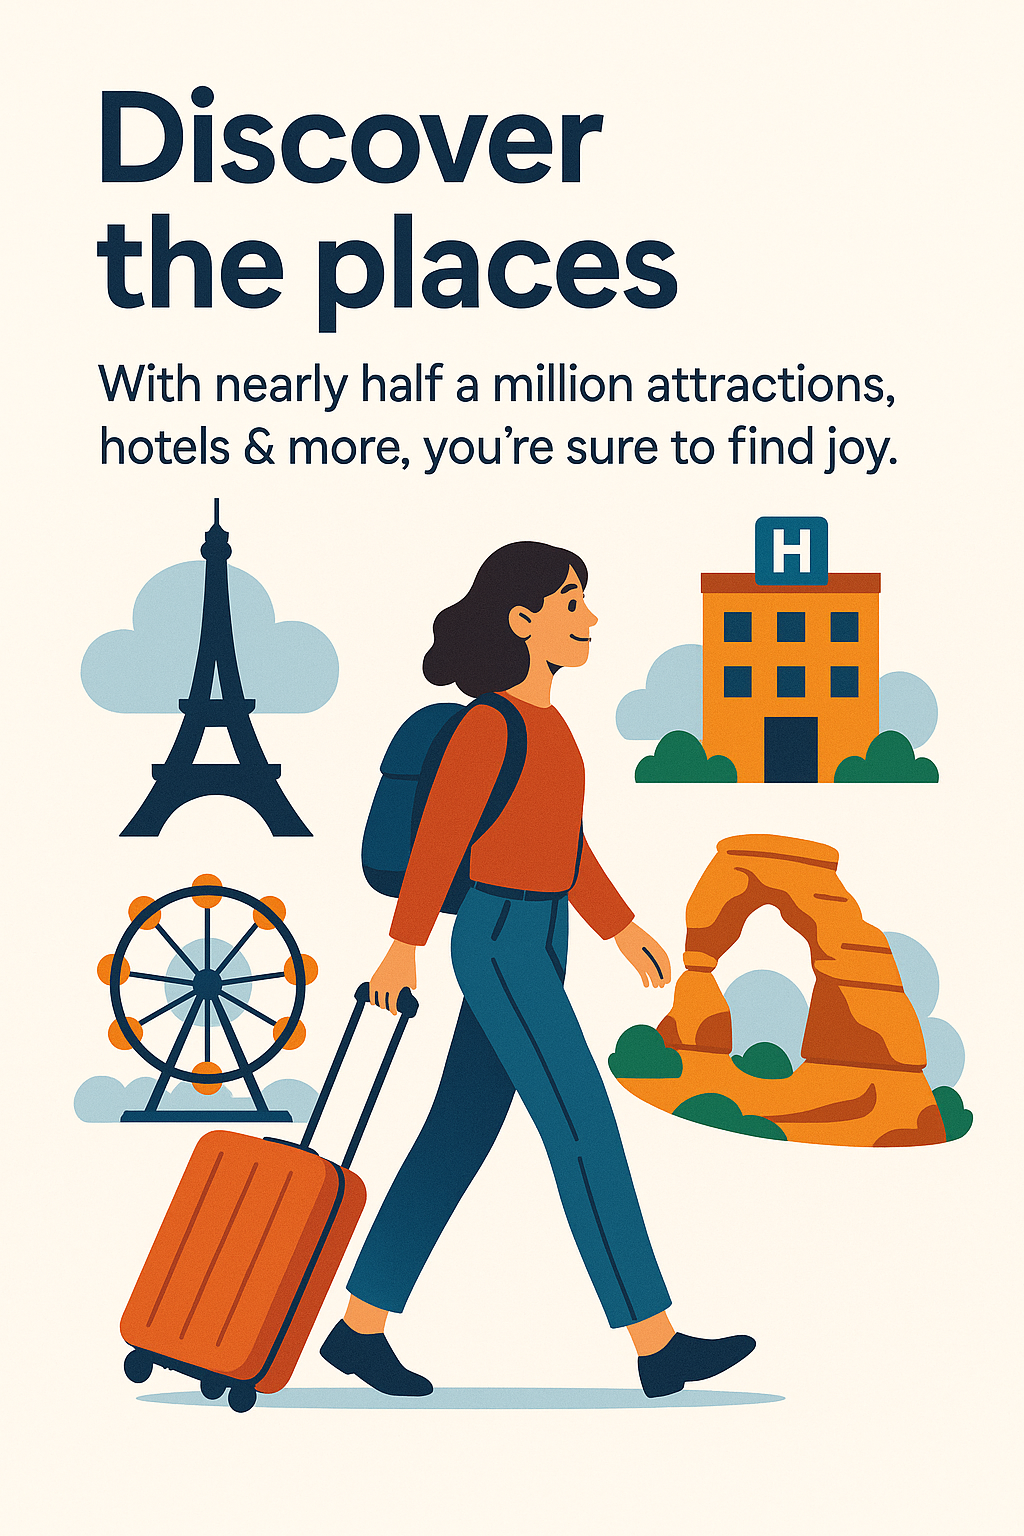 Discover
the places
With nearly half a million attractions,
hotels & more, you’re sure to find joy.
H